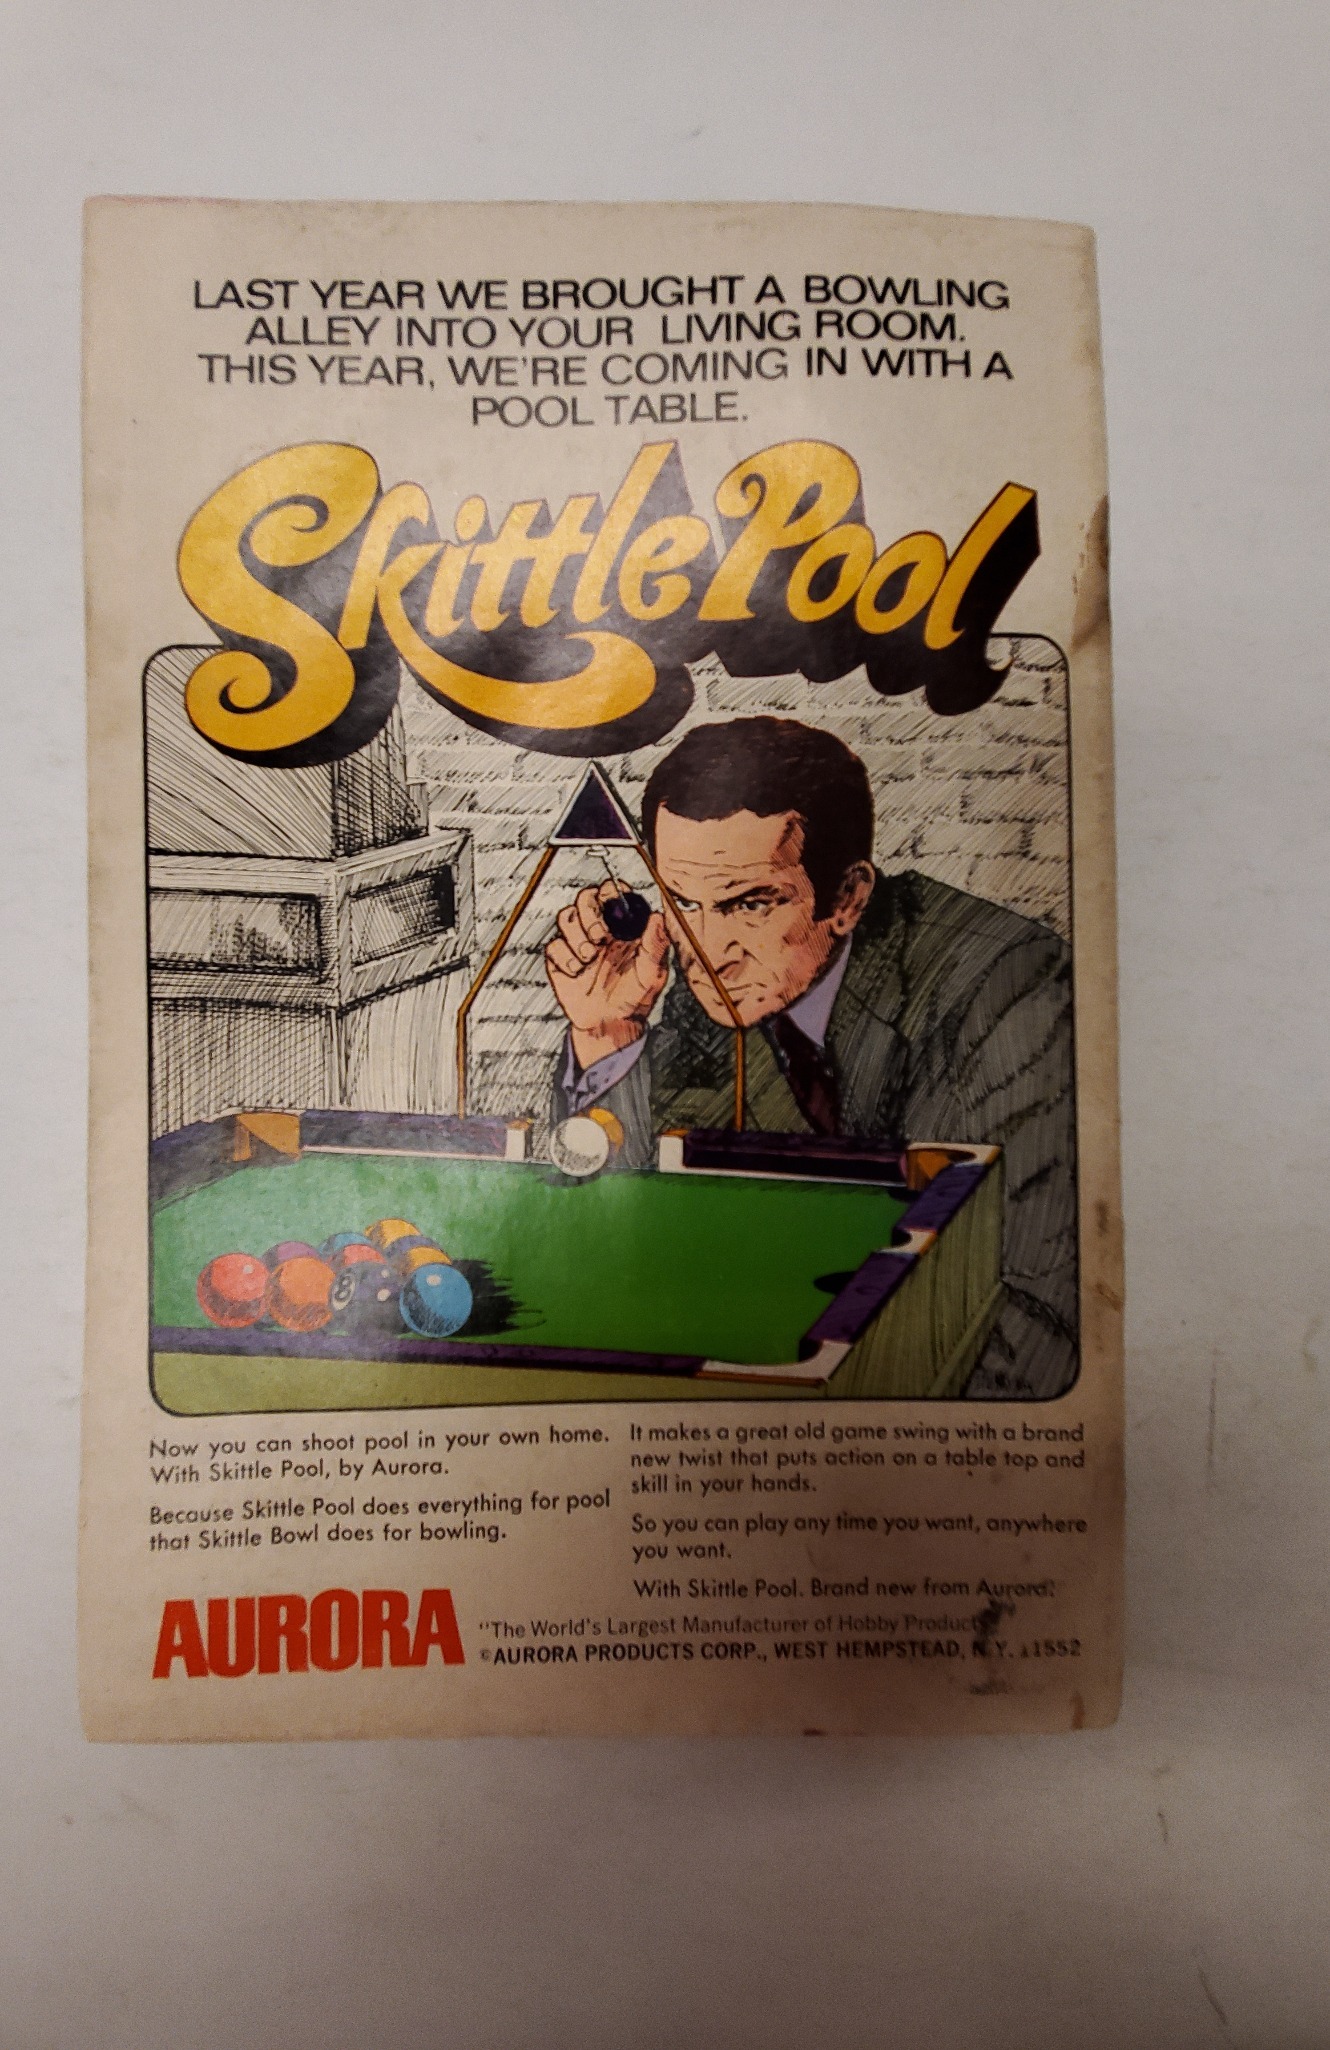 LAST YEAR WE BROUGHT A BOWLING
ALLEY INTO YOUR LIVING ROOM.
THIS YEAR, WE'RE COMING IN WITH A
POOL TABLE.
Skittle Pool
8
Now you can shoot pool in your own home.
With Skittle Pool, by Aurora.
Because Skittle Pool does everything for pool
that Skittle Bowl does for bowling.
It makes a great old game swing with a brand
new twist that puts action on a table top and
skill in your hands.
So you can play any time you want, anywhere
you want.
With Skittle Pool. Brand new from Aurora.
AURORA
"The World's Largest Manufacturer of Hobby Products
©AURORA PRODUCTS CORP., WEST HEMPSTEAD, N.Y. 11552